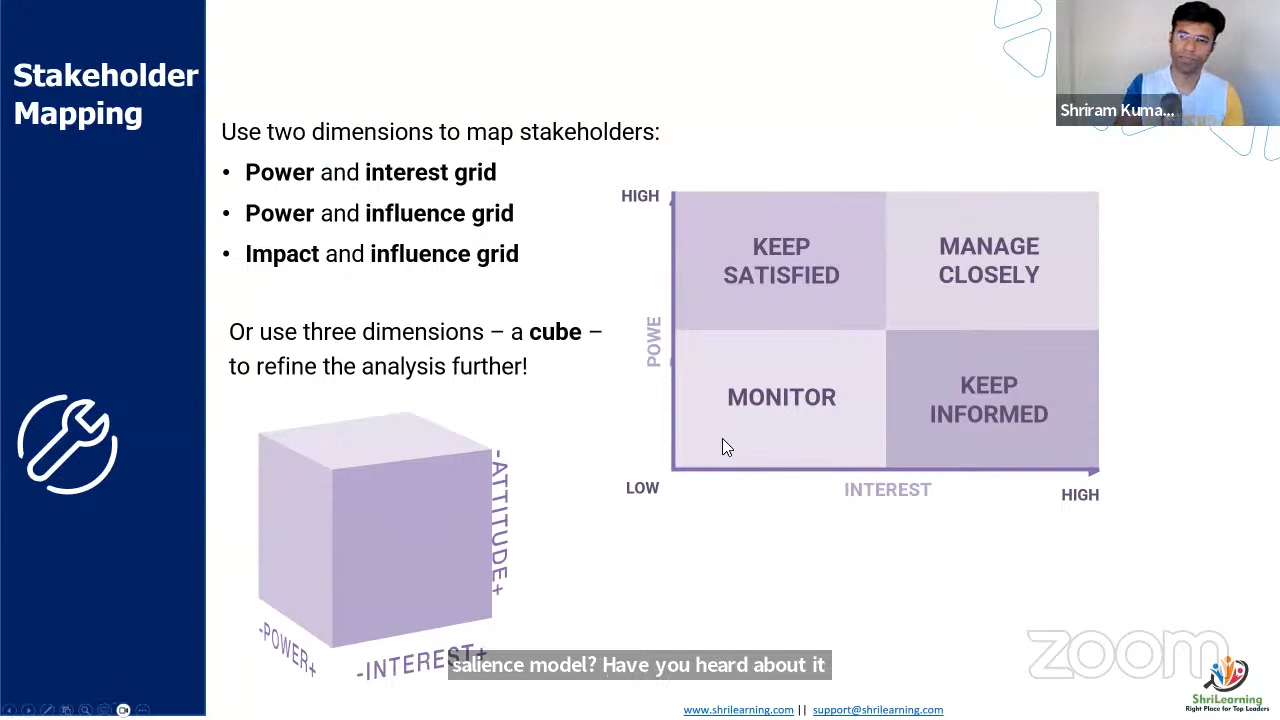 Stakeholder
Mapping
Use two dimensions to map stakeholders:
• Power and interest grid
• Power and influence grid
• Impact and influence grid
Or use three dimensions – a cube –
to refine the analysis further!
-ATTITUDE+
-POWER+
-INTEREST+
HIGH
KEEP
SATISFIED
MANAGE
CLOSELY
POWE
MONITOR
KEEP
INFORMED
LOW
INTEREST
HIGH
Shriram Kuma...
salience model? Have you heard about it
zoom
ShriLearning
Right Place for Top Leaders
www.shrilearning.com || support@shrilearning.com